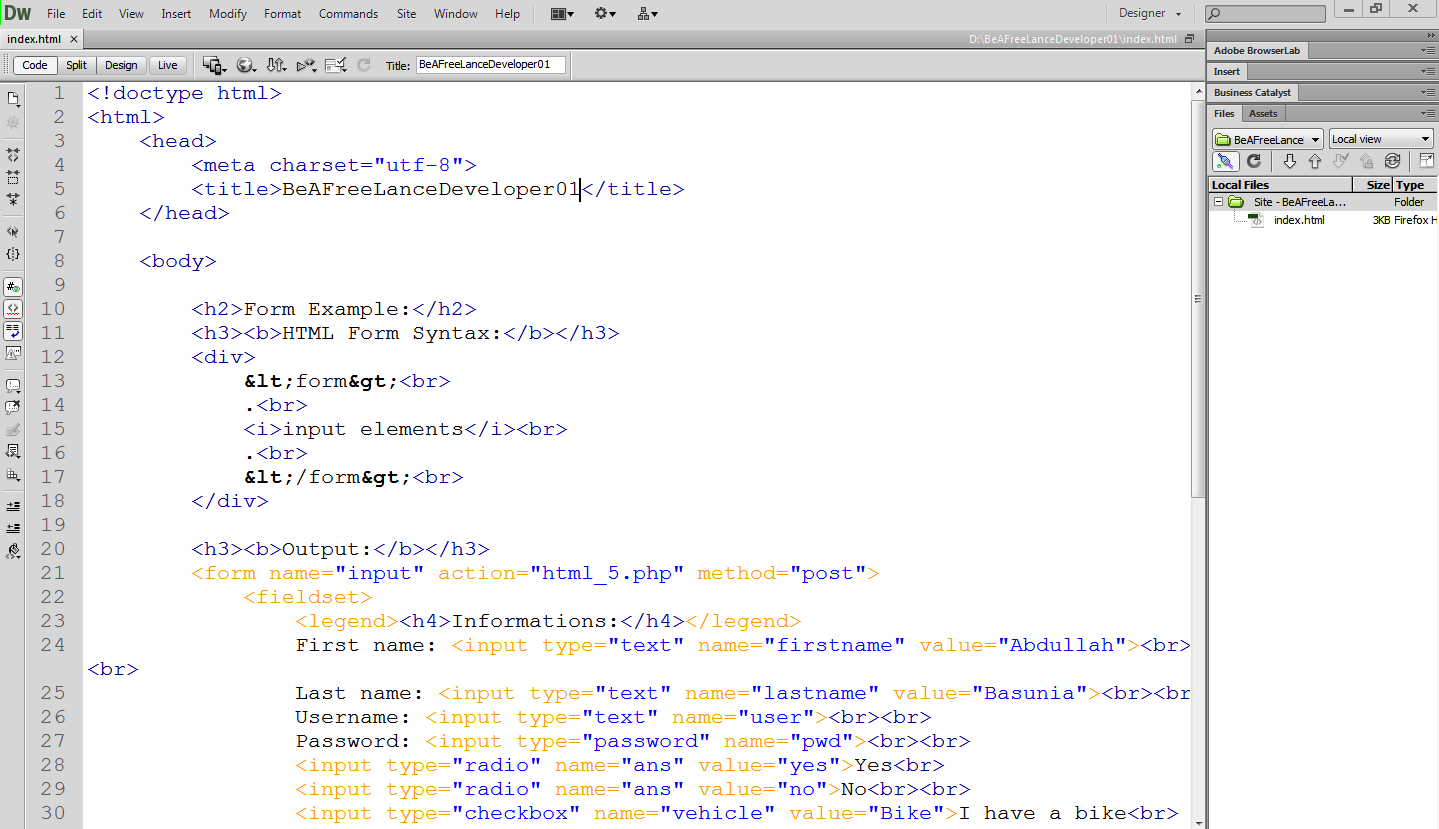 Dw File Edit View Insert Modify Format Commands Site Window Help Designer
index.html × D:\BeAFreeLanceDeveloper01\index.html
Code Split Design Live Title: BeAFreeLanceDeveloper01
1 <!doctype html>
2 <html>
3 <head>
4 <meta charset="utf-8">
5 <title>BeAFreeLanceDeveloper01</title>
6 </head>
7
8 <body>
9
10 <h2>Form Example:</h2>
11 <h3><b>HTML Form Syntax:</b></h3>
12 <div>
13 &lt;form&gt;<br>
14 .<br>
15 <i>input elements</i><br>
16 .<br>
17 &lt;/form&gt;<br>
18 </div>
19
20 <h3><b>Output:</b></h3>
21 <form name="input" action="html_5.php" method="post">
22 <fieldset>
23 <legend><h4>Informations:</h4></legend>
24 First name: <input type="text" name="firstname" value="Abdullah"><br>
<br>
25 Last name: <input type="text" name="lastname" value="Basunia"><br><br
26 Username: <input type="text" name="user"><br><br>
27 Password: <input type="password" name="pwd"><br><br>
28 <input type="radio" name="ans" value="yes">Yes<br>
29 <input type="radio" name="ans" value="no">No<br><br>
30 <input type="checkbox" name="vehicle" value="Bike">I have a bike<br>
Adobe BrowserLab
Insert
Business Catalyst
Files Assets
BeAFreeLance Local view
Local Files Size Type
Site - BeAFreeLa... Folder
index.html 3KB Firefox H